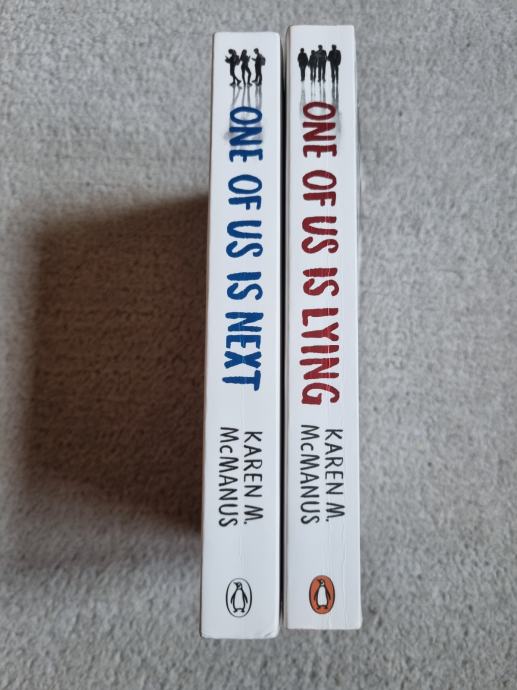 ONE OF US IS NEXT
KAREN M.
McMANUS
ONE OF US IS LYING
KAREN M.
McMANUS